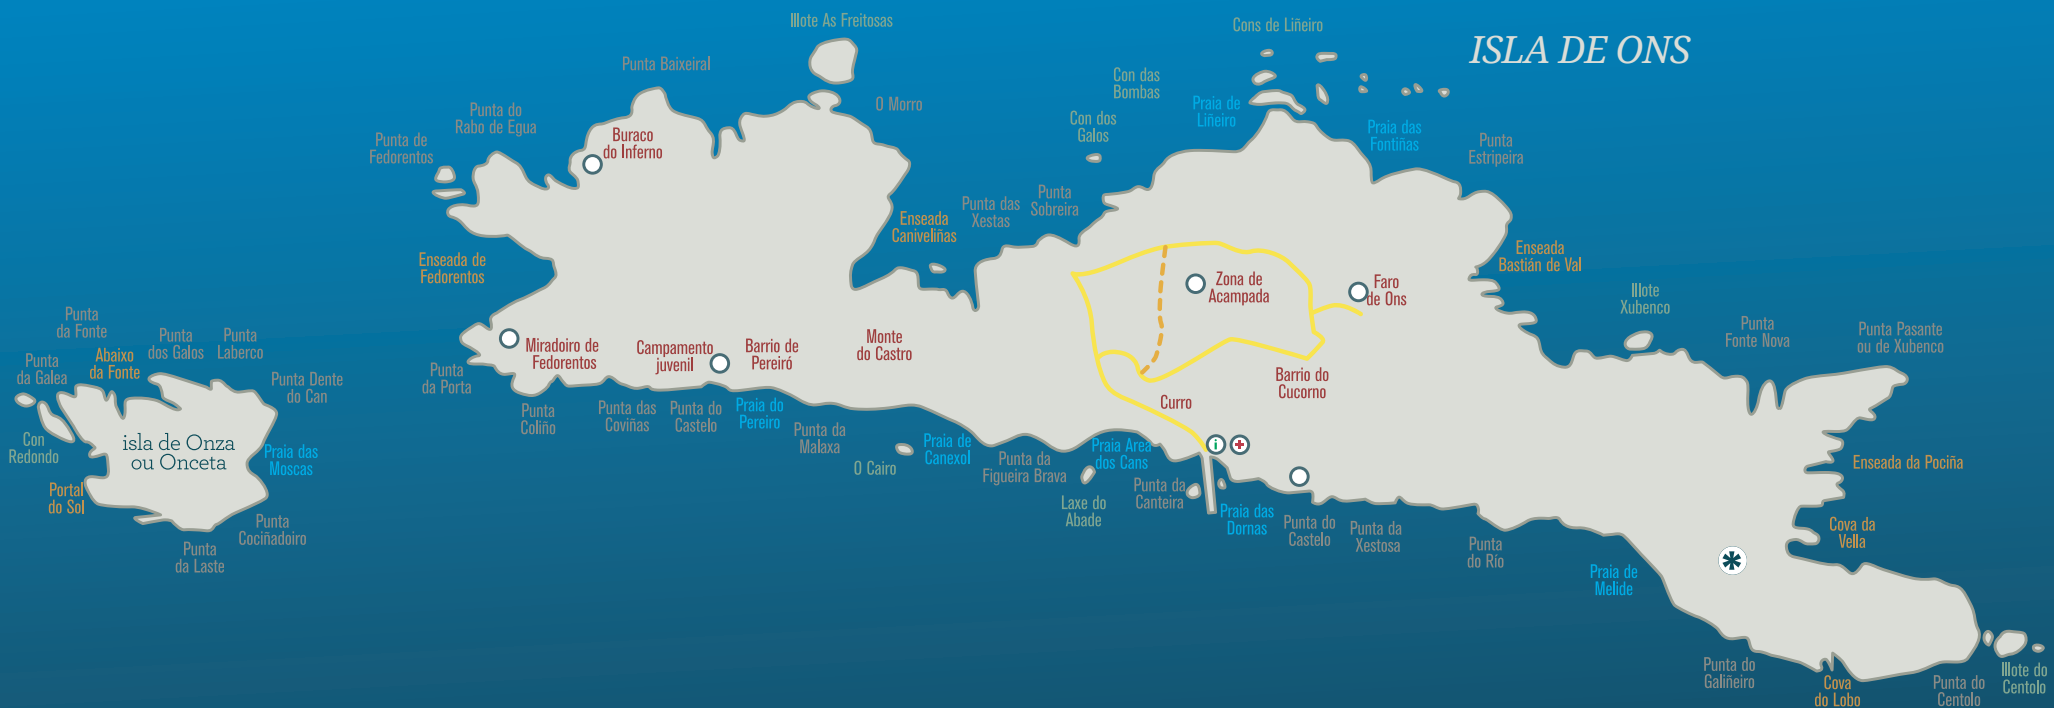 ISLA DE ONS
Illote As Freitosas
Cons de Liñeiro
Punta Baixeiral
Con das
Bombas
O Morro
Praia de
Liñeiro
Punta do
Rabo de Egua
Con dos
Galos
Praia das
Fontiñas
Punta de
Fedorentos
Buraco
do Inferno
Punta
Estripeira
Punta
Sobreira
Punta das
Xestas
Enseada
Caniveliñas
Enseada
Bastián de Val
Enseada de
Fedorentos
Zona de
Acampada
Faro
de Ons
Illote
Xubenco
Punta
da Fonte
Punta
dos Galos
Punta
Laberco
Punta
Fonte Nova
Punta Pasante
ou de Xubenco
Monte
do Castro
Miradoiro de
Fedorentos
Campamento
juvenil
Barrio de
Pereiró
Abaixo
da Fonte
Punta
da Galea
Punta
da Porta
Punta Dente
do Can
Barrio do
Cucorno
Curro
Punta
Coliño
Punta das
Coviñas
Punta do
Castelo
Praia do
Pereiro
Punta da
Malaxa
Con
Redondo
isla de Onza
ou Onceta
Praia das
Moscas
O Cairo
Praia de
Canexol
Punta da
Figueira Brava
Praia Area
dos Cans
i
Enseada da Pociña
Portal
do Sol
Laxe do
Abade
Punta da
Canteira
Praia das
Dornas
Punta do
Castelo
Punta da
Xestosa
Punta
Cociñadoiro
Punta
da Laste
Punta
do Río
Cova da
Vella
Praia de
Melide
*
Punta do
Galiñeiro
Cova
do Lobo
Punta do
Centolo
Illote do
Centolo